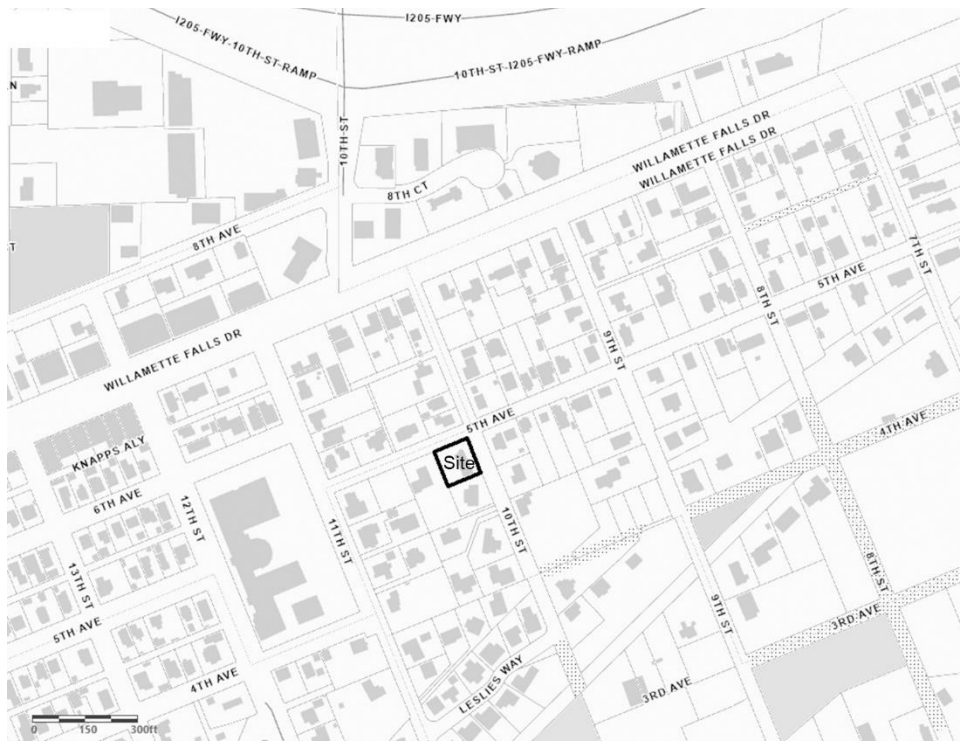 I205 FWY
I205-FWY-10TH-ST-RAMP
10TH-ST-I205-FWY-RAMP
10TH ST
WILLAMETTE FALLS DR
WILLAMETTE FALLS DR
8TH CT
8TH AVE
7TH ST
5TH AVE
8TH ST
9TH ST
WILLAMETTE FALLS DR
5TH AVE
4TH AVE
KNAPPS ALY
Site
6TH AVE
12TH ST
11TH ST
10TH ST
13TH ST
8TH ST
9TH ST
3RD AVE
5TH AVE
4TH AVE
LESLIES WAY
3RD AVE
0 150 300ft